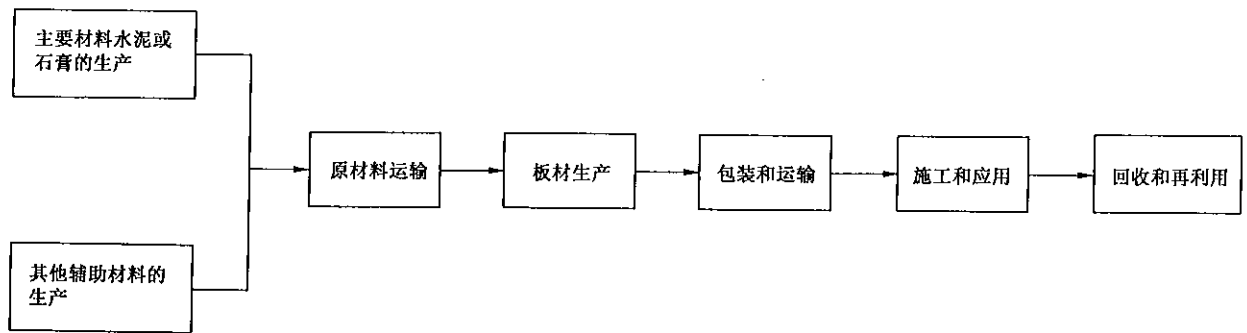 主要材料水泥或
石膏的生产
原材料运输
板材生产
包装和运输
施工和应用
回收和再利用
其他辅助材料的
生产